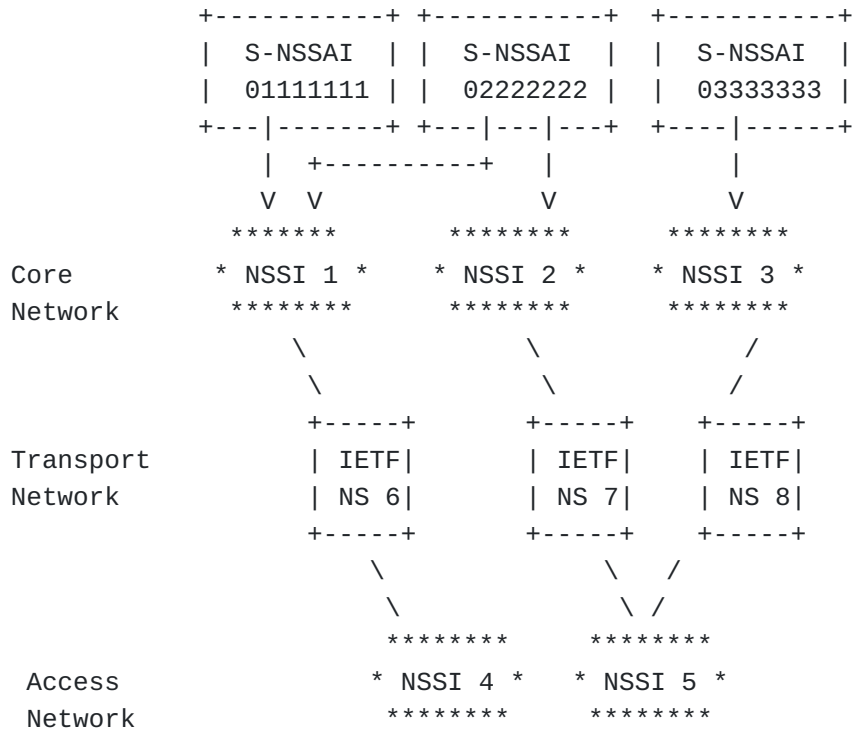 +-----------+ +-----------+  +-----------+
|  S-NSSAI  | |  S-NSSAI  |  |  S-NSSAI  |
|  01111111 | |  02222222 |  |  03333333 |
+---|-------+ +---|---|---+  +----|------+
|  +----------+   |           |
V  V              V           V
*******       ********      ********
Core         * NSSI 1 *    * NSSI 2 *    * NSSI 3 *
Network       ********      ********      ********
\              \             /
\              \           /
+-----+       +-----+    +-----+
Transport          | IETF|       | IETF|    | IETF|
Network            | NS 6|       | NS 7|    | NS 8|
+-----+       +-----+    +-----+
\              \   /
\              \ /
********     ********
Access                * NSSI 4 *   * NSSI 5 *
Network                ********     ********